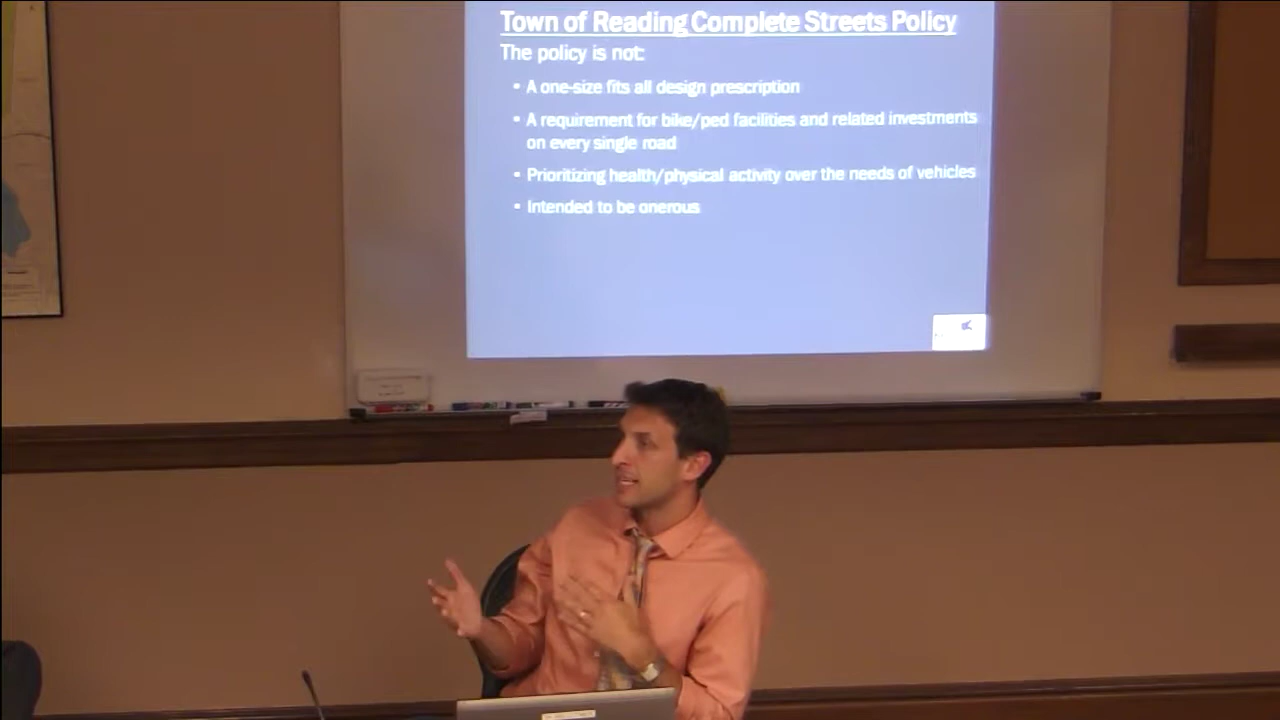 Town of Reading Complete Streets Policy
The policy is not:
• A one-size fits all design prescription
• A requirement for bike/ped facilities and related investments
on every single road
• Prioritizing health/physical activity over the needs of vehicles
• Intended to be onerous